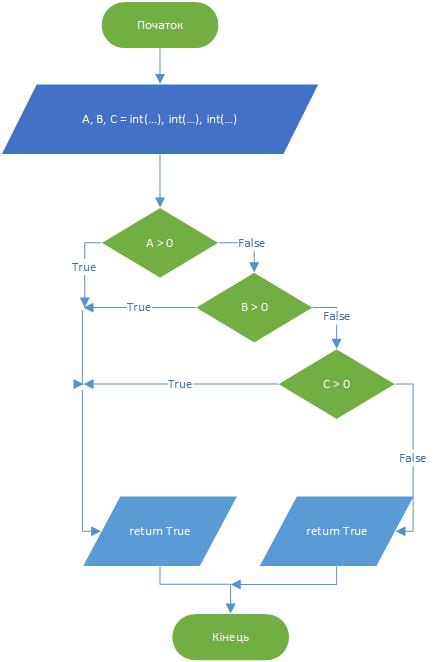 Початок
A, B, C = int(...), int(...), int(...)
A > 0
False
True
B > 0
True
False
C > 0
True
False
return True
return True
Кінець